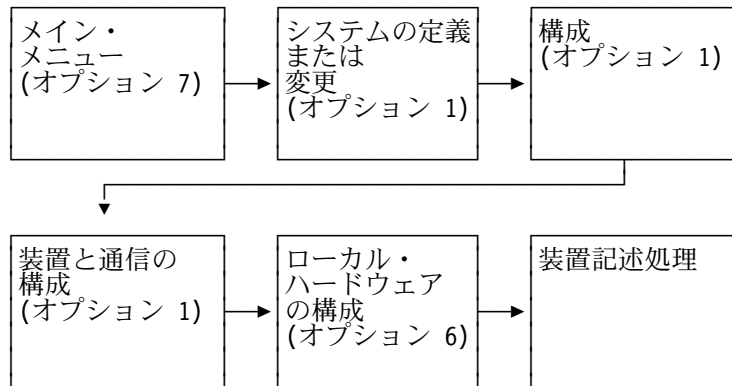 メイン・
メニュー
(オプション 7)
システムの定義
または
変更
(オプション 1)
構成
(オプション 1)
装置と通信の
構成
(オプション 1)
ローカル・
ハードウェア
の構成
(オプション 6)
装置記述処理